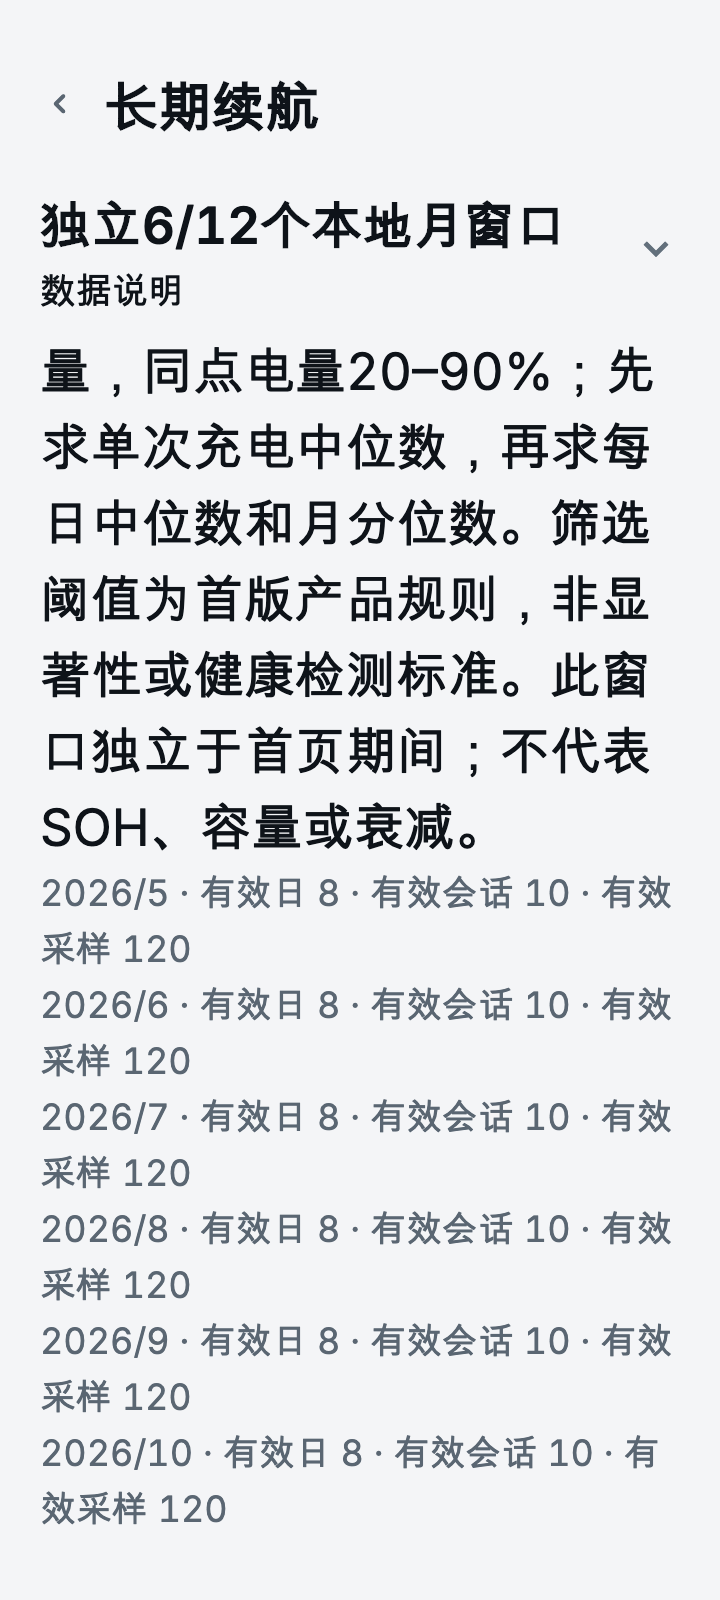 长期续航
独立6/12个本地月窗口
数据说明
量，同点电量20–90%；先
求单次充电中位数，再求每
日中位数和月分位数。筛选
阈值为首版产品规则，非显
著性或健康检测标准。此窗
口独立于首页期间；不代表
SOH、容量或衰减。
2026/5 · 有效日 8 · 有效会话 10 · 有效
采样 120
2026/6 · 有效日 8 · 有效会话 10 · 有效
采样 120
2026/7 · 有效日 8 · 有效会话 10 · 有效
采样 120
2026/8 · 有效日 8 · 有效会话 10 · 有效
采样 120
2026/9 · 有效日 8 · 有效会话 10 · 有效
采样 120
2026/10 · 有效日 8 · 有效会话 10 · 有
效采样 120